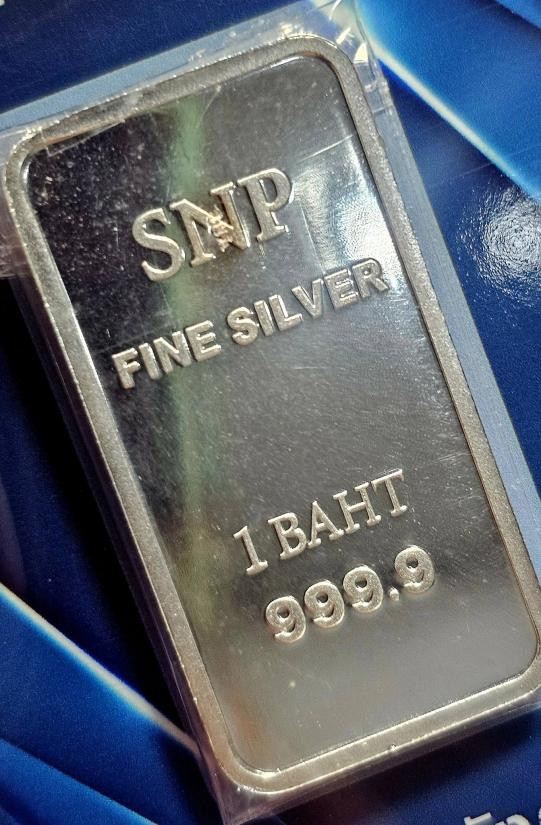 SNP
FINE SILVER
1 BAHT
999.9